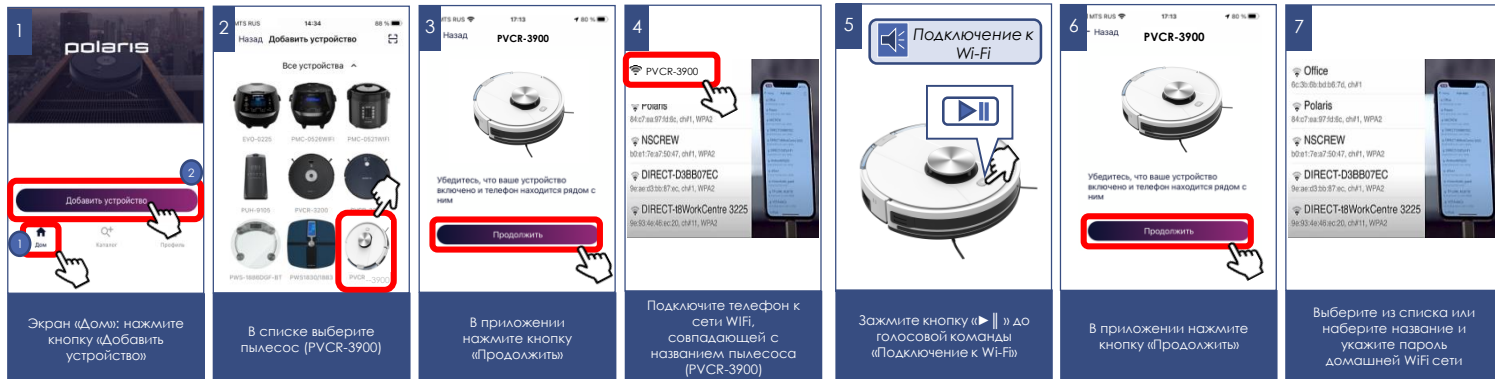 1
polaris
2
Добавить устройство
1
Дом
Каталог
Профиль
Экран «Дом»: нажмите
кнопку «Добавить
устройство»
2
MTS RUS 14:34 88 %
Назад Добавить устройство
Все устройства
EVO-0225 PMC-0526WIFI PMC-0521WIFI
PUH-9105 PVCR-3200
PWS-1886DGF-BT PWS1830/1883 PVCR --3900
В списке выберите
пылесос (PVCR-3900)
3
MTS RUS 17:13 80 %
Назад
PVCR-3900
Убедитесь, что ваше устройство
включено и телефон находится рядом с
ним
Продолжить
В приложении
нажмите кнопку
«Продолжить»
4
PVCR-3900
Polaris
84:c7:ea:97:fd:6c, ch#1, WPA2
NSCREW
b0:e1:7e:a7:50:47, ch#1, WPA2
DIRECT-D3BB07EC
9e:ae:d3:bb:87:ec, ch#1, WPA2
DIRECT-t8WorkCentre 3225
9e:93:4e:46:ec:20, ch#11, WPA2
Подключите телефон к
сети WIFi,
совпадающей с
названием пылесоса
(PVCR-3900)
5
Подключение к
Wi-Fi
Зажмите кнопку «►‖ » до
голосовой команды
«Подключение к Wi-Fi»
6
MTS RUS 17:13 80 %
Назад
PVCR-3900
Убедитесь, что ваше устройство
включено и телефон находится рядом с
ним
Продолжить
В приложении нажмите
кнопку «Продолжить»
7
Office
6c:3b:6b:bd:b6:7d, ch#1
Polaris
84:c7:ea:97:fd:6c, ch#1, WPA2
NSCREW
b0:e1:7e:a7:50:47, ch#1, WPA2
DIRECT-D3BB07EC
9e:ae:d3:bb:87:ec, ch#1, WPA2
DIRECT-t8WorkCentre 3225
9e:93:4e:46:ec:20, ch#11, WPA2
Выберите из списка или
наберите название и
укажите пароль
домашней WiFi сети